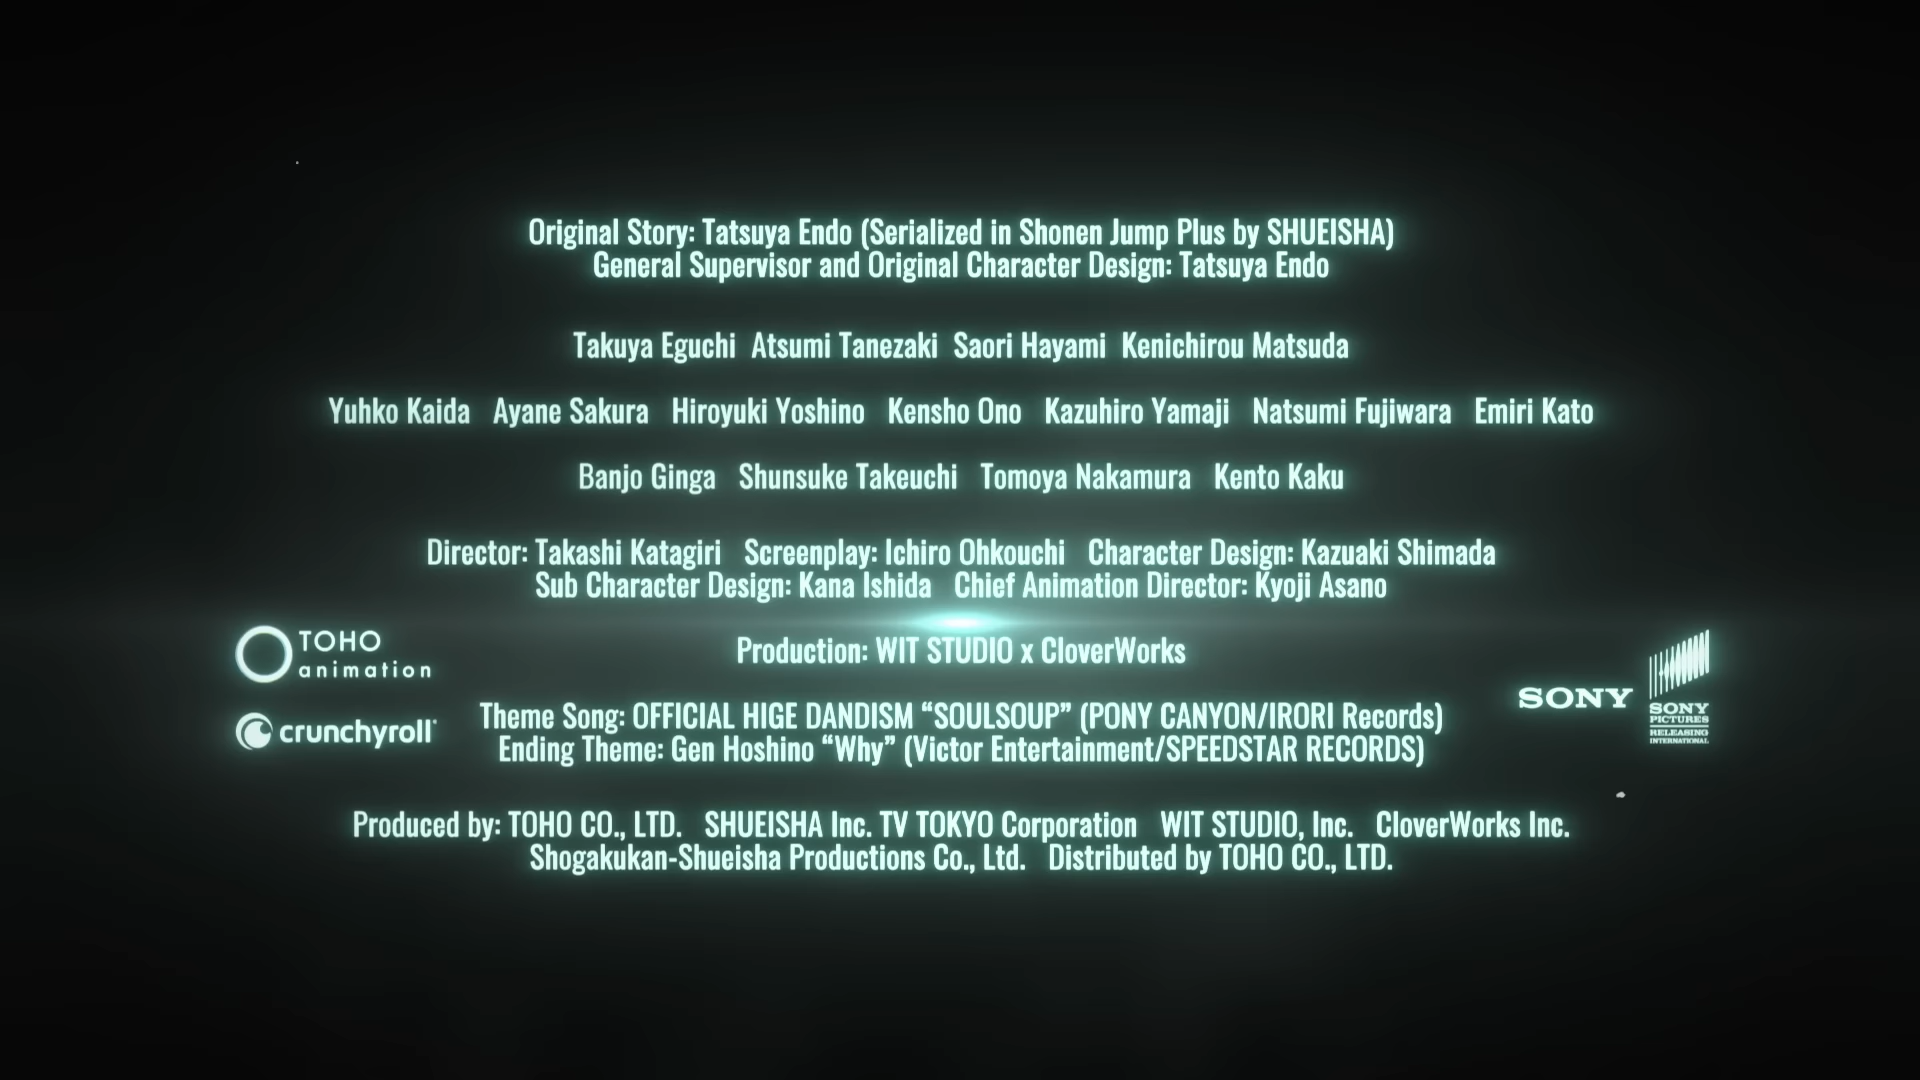 Original Story: Tatsuya Endo (Serialized in Shonen Jump Plus by SHUEISHA)
General Supervisor and Original Character Design: Tatsuya Endo
Takuya Eguchi Atsumi Tanezaki Saori Hayami Kenichirou Matsuda
Yuhko Kaida Ayane Sakura Hiroyuki Yoshino Kensho Ono Kazuhiro Yamaji Natsumi Fujiwara Emiri Kato
Banjo Ginga Shunsuke Takeuchi Tomoya Nakamura Kento Kaku
Director: Takashi Katagiri Screenplay: Ichiro Ohkouchi Character Design: Kazuaki Shimada
Sub Character Design: Kana Ishida Chief Animation Director: Kyoji Asano
TOHO
animation
Production: WIT STUDIO x CloverWorks
crunchyroll
Theme Song: OFFICIAL HIGE DANDISM “SOULSOUP” (PONY CANYON/IRORI Records)
Ending Theme: Gen Hoshino “Why” (Victor Entertainment/SPEEDSTAR RECORDS)
SONY
SONY
PICTURES
RELEASING
INTERNATIONAL
Produced by: TOHO CO., LTD. SHUEISHA Inc. TV TOKYO Corporation WIT STUDIO, Inc. CloverWorks Inc.
Shogakukan-Shueisha Productions Co., Ltd. Distributed by TOHO CO., LTD.